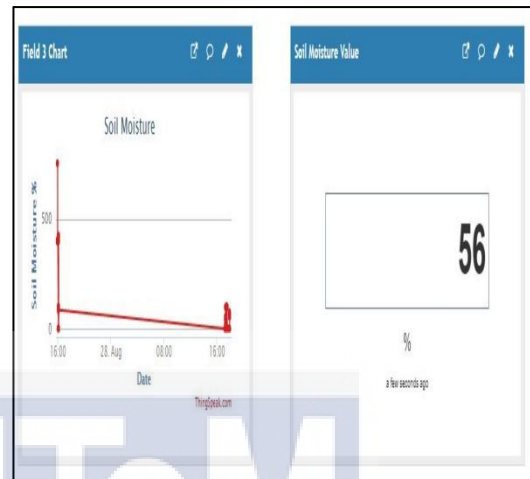 Field 3 Chart
Soil Moisture
Soil Moisture %
500
0
16:00 28. Aug 08:00 16:00
Date
ThingSpeak.com
Soil Moisture Value
56
%
a few seconds ago